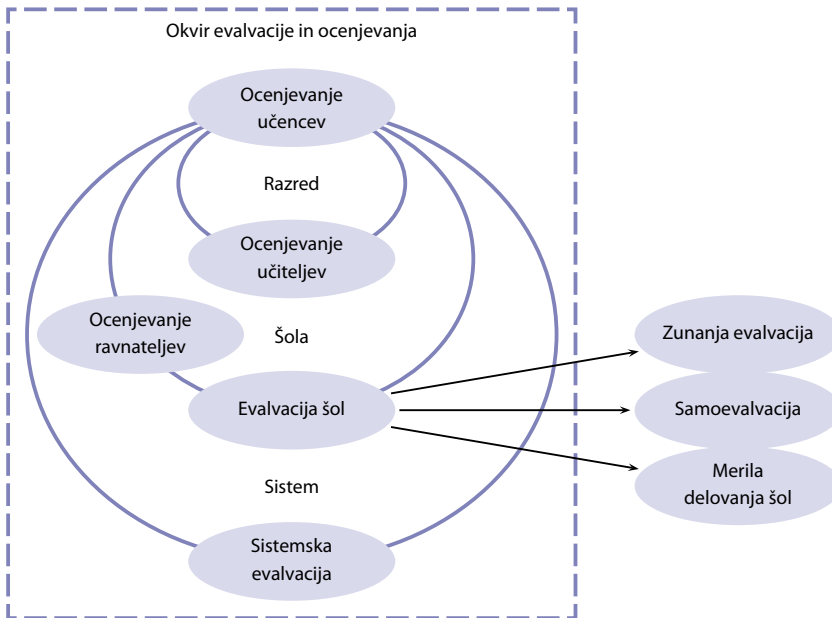 Okvir evalvacije in ocenjevanja
Ocenjevanje
učencev
Razred
Ocenjevanje
učiteljev
Ocenjevanje
ravnateljev
Šola
Evalvacija šol
Sistem
Sistemska
evalvacija
Zunanja evalvacija
Samoevalvacija
Merila
delovanja šol